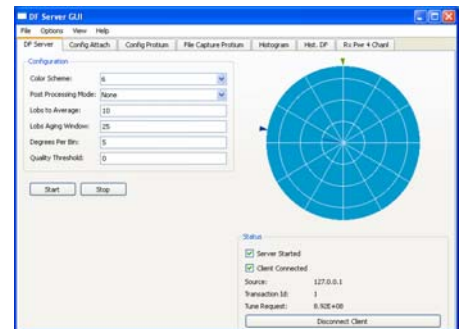 DF Server GUI
File Options View Help
DF Server Config Attach Config Protium File Capture Protium Histogram Hist. DF Rx Pwr 4 Chanl
Configuration
Color Scheme: 6
Post Processing Mode: None
Lobs to Average: 10
Lobs Aging Window: 25
Degrees Per Bin: 5
Quality Threshold: 0
Start Stop
Status
Server Started
Client Connected
Source: 127.0.0.1
Transaction Id: 1
Tune Request: 8.92E+08
Disconnect Client